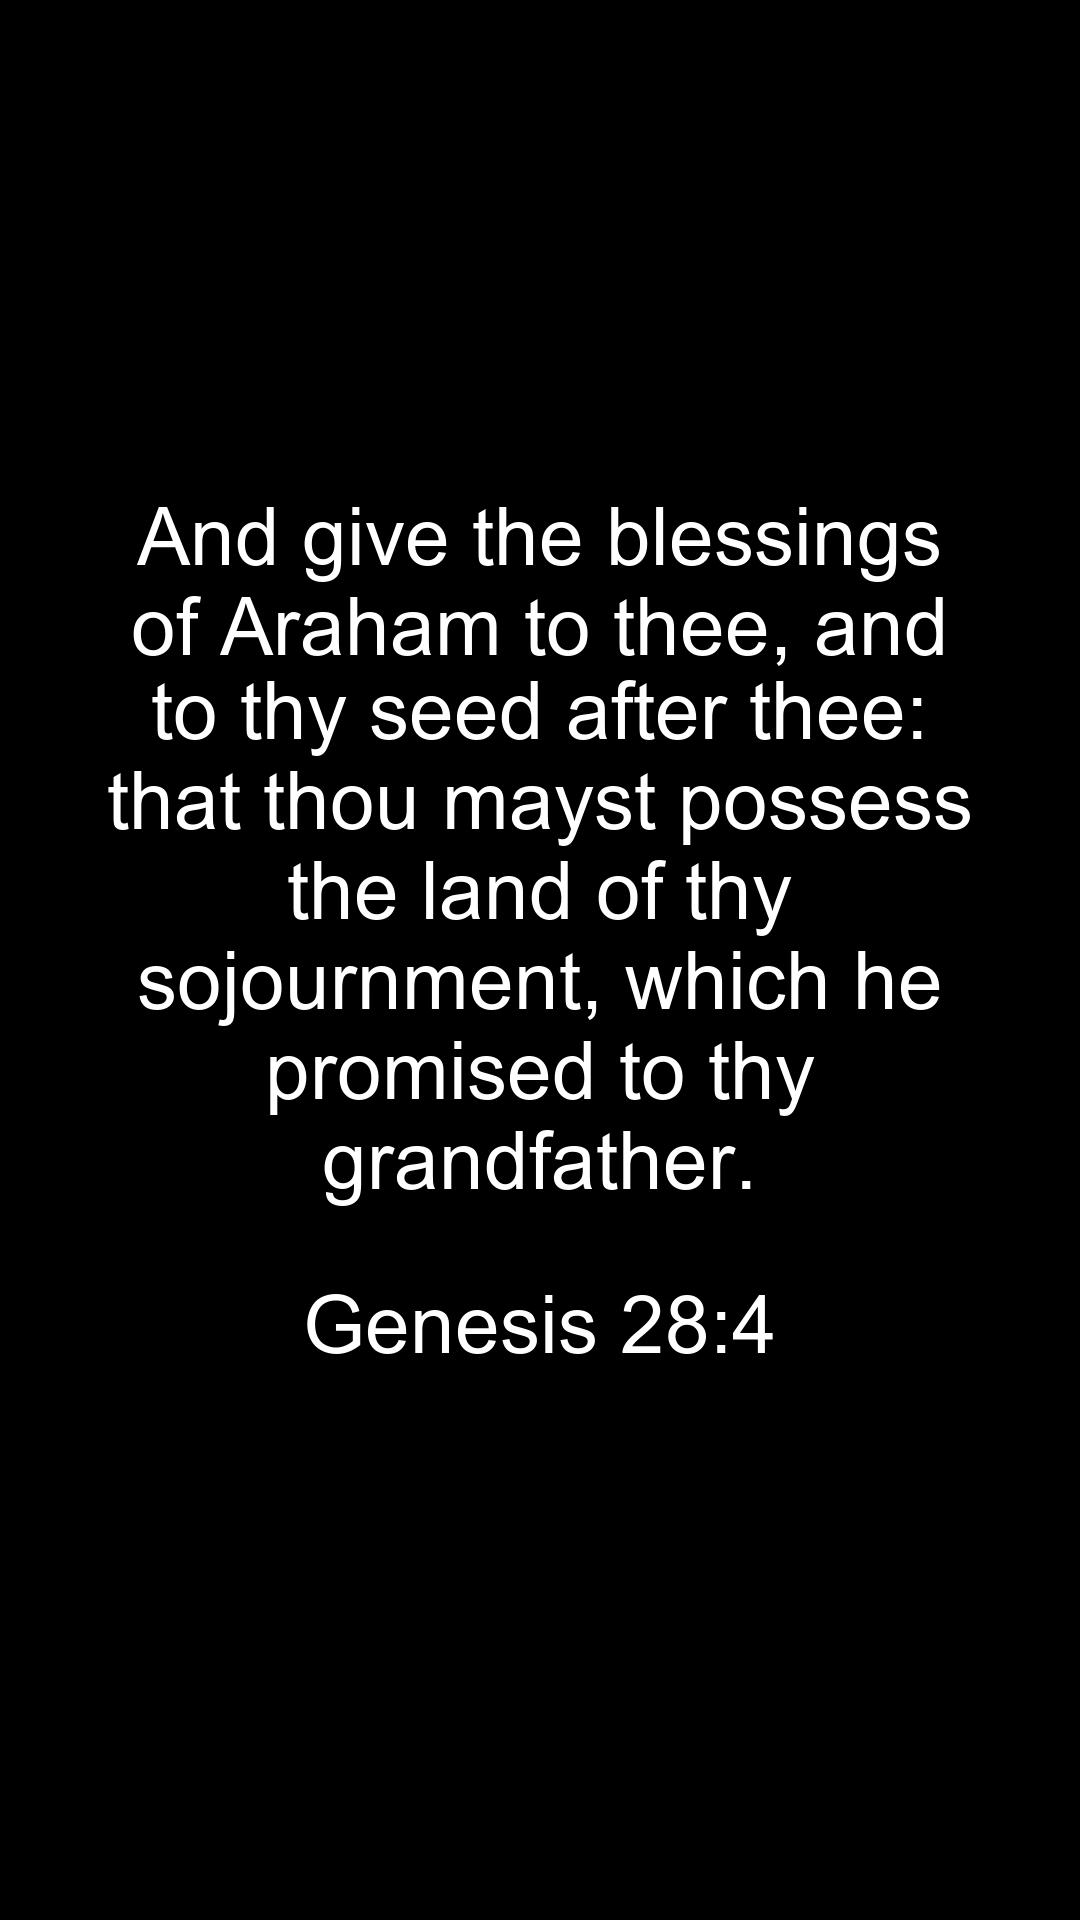 And give the blessings
of Araham to thee, and
to thy seed after thee:
that thou mayst possess
the land of thy
sojournment, which he
promised to thy
grandfather.
Genesis 28:4